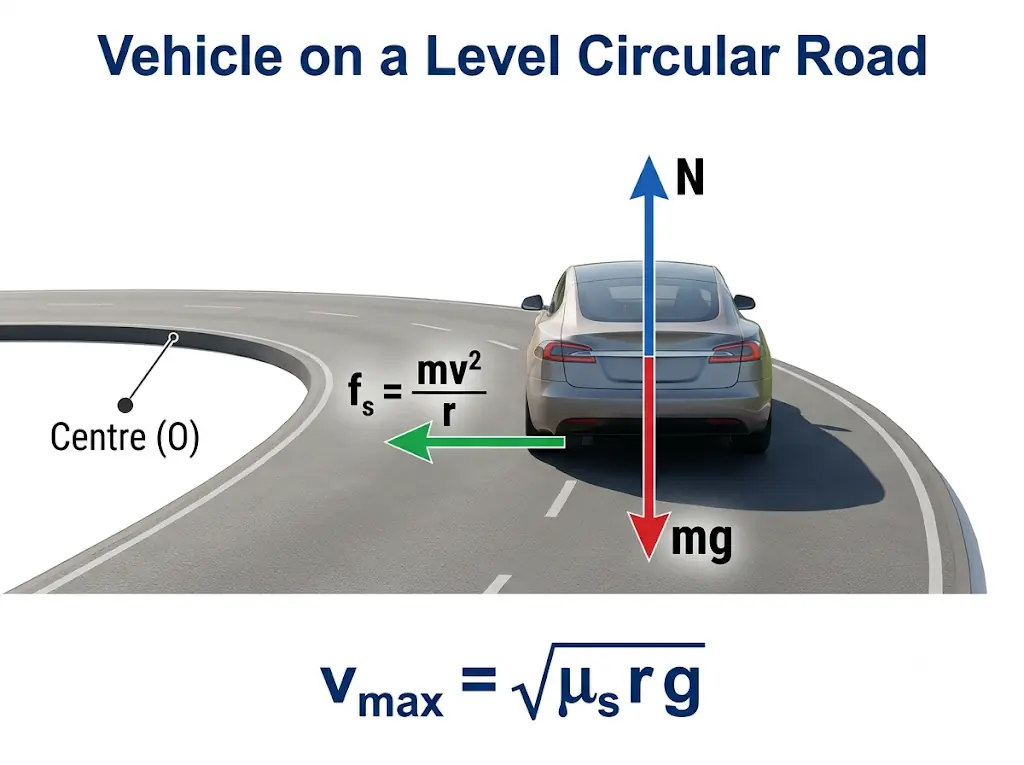 Vehicle on a Level Circular Road
N
fₛ = mv²/r
Centre (O)
mg
vₘₐₓ = √μₛ r g